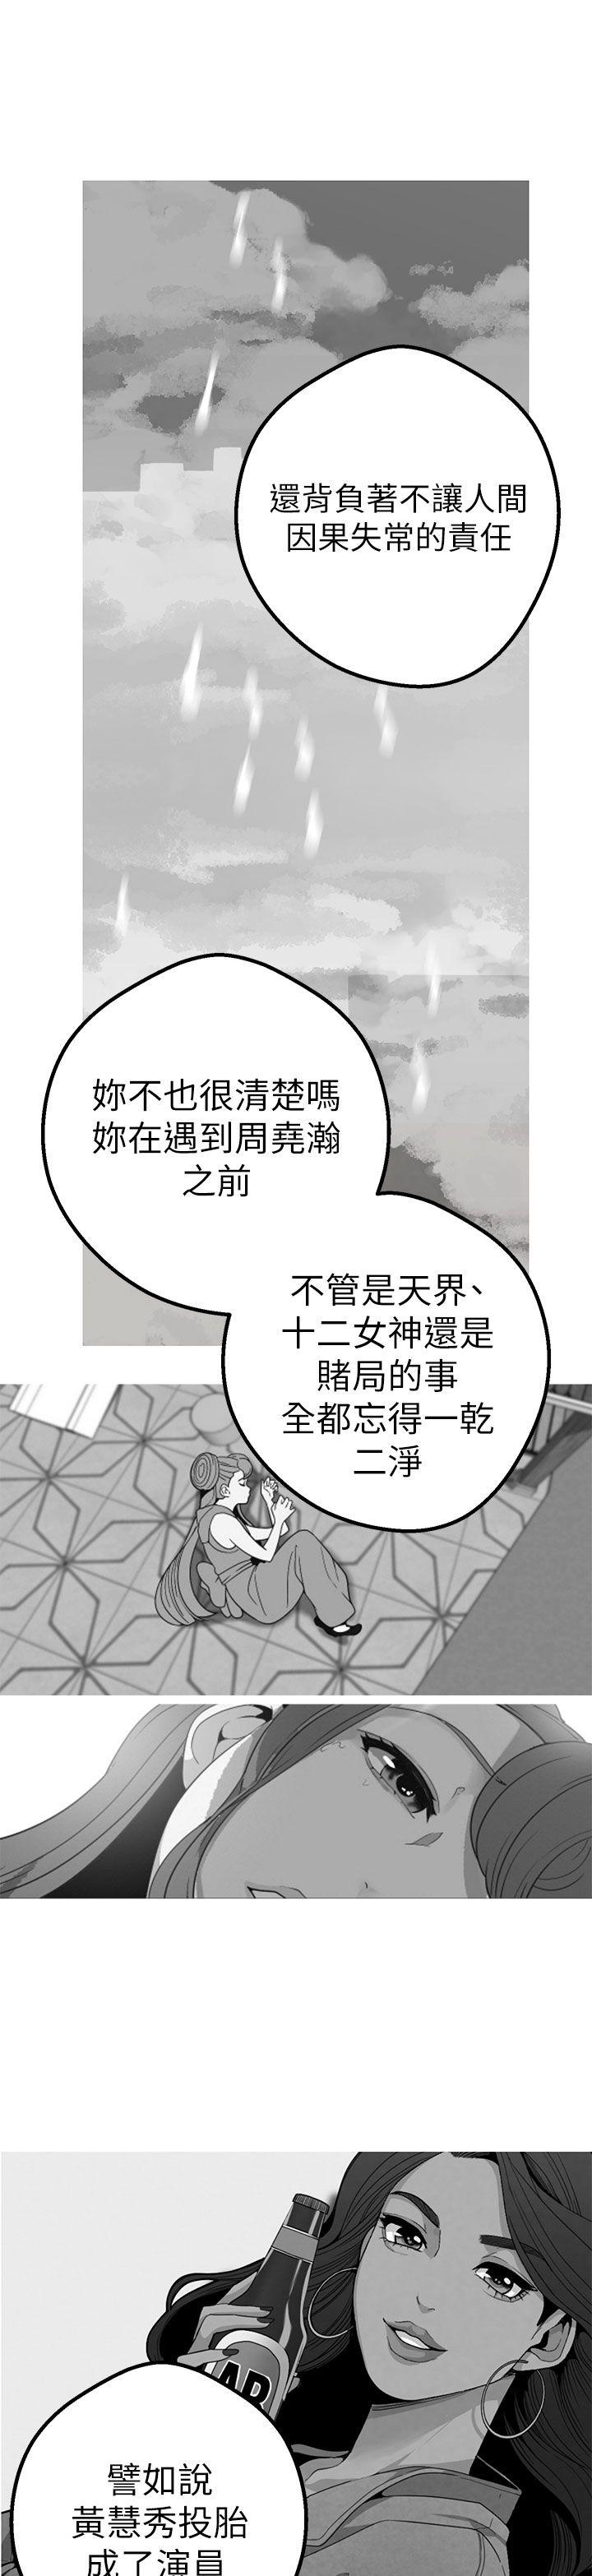 還背負著不讓人間
因果失常的責任
妳不也很清楚嗎
妳在遇到周堯瀚
之前
不管是天界、
十二女神還是
賭局的事
全都忘得一乾
二淨
譬如說
黃慧秀投胎
成了演員